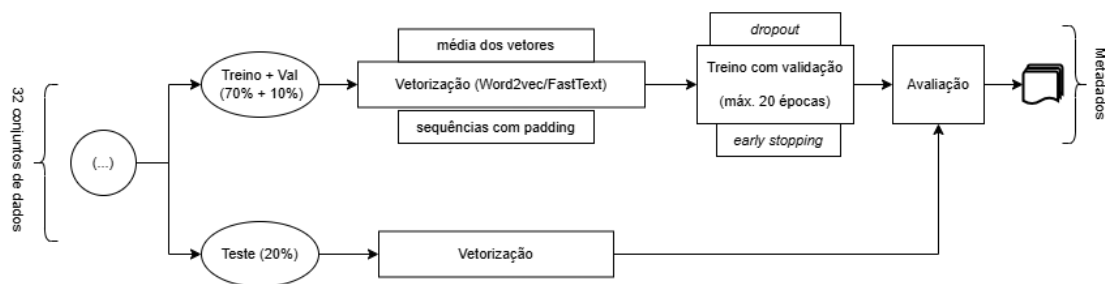 32 conjuntos de dados
(...)
Treino + Val
(70% + 10%)
média dos vetores
Vetorização (Word2vec/FastText)
sequências com padding
dropout
Treino com validação
(máx. 20 épocas)
early stopping
Avaliação
Metadados
Teste (20%)
Vetorização